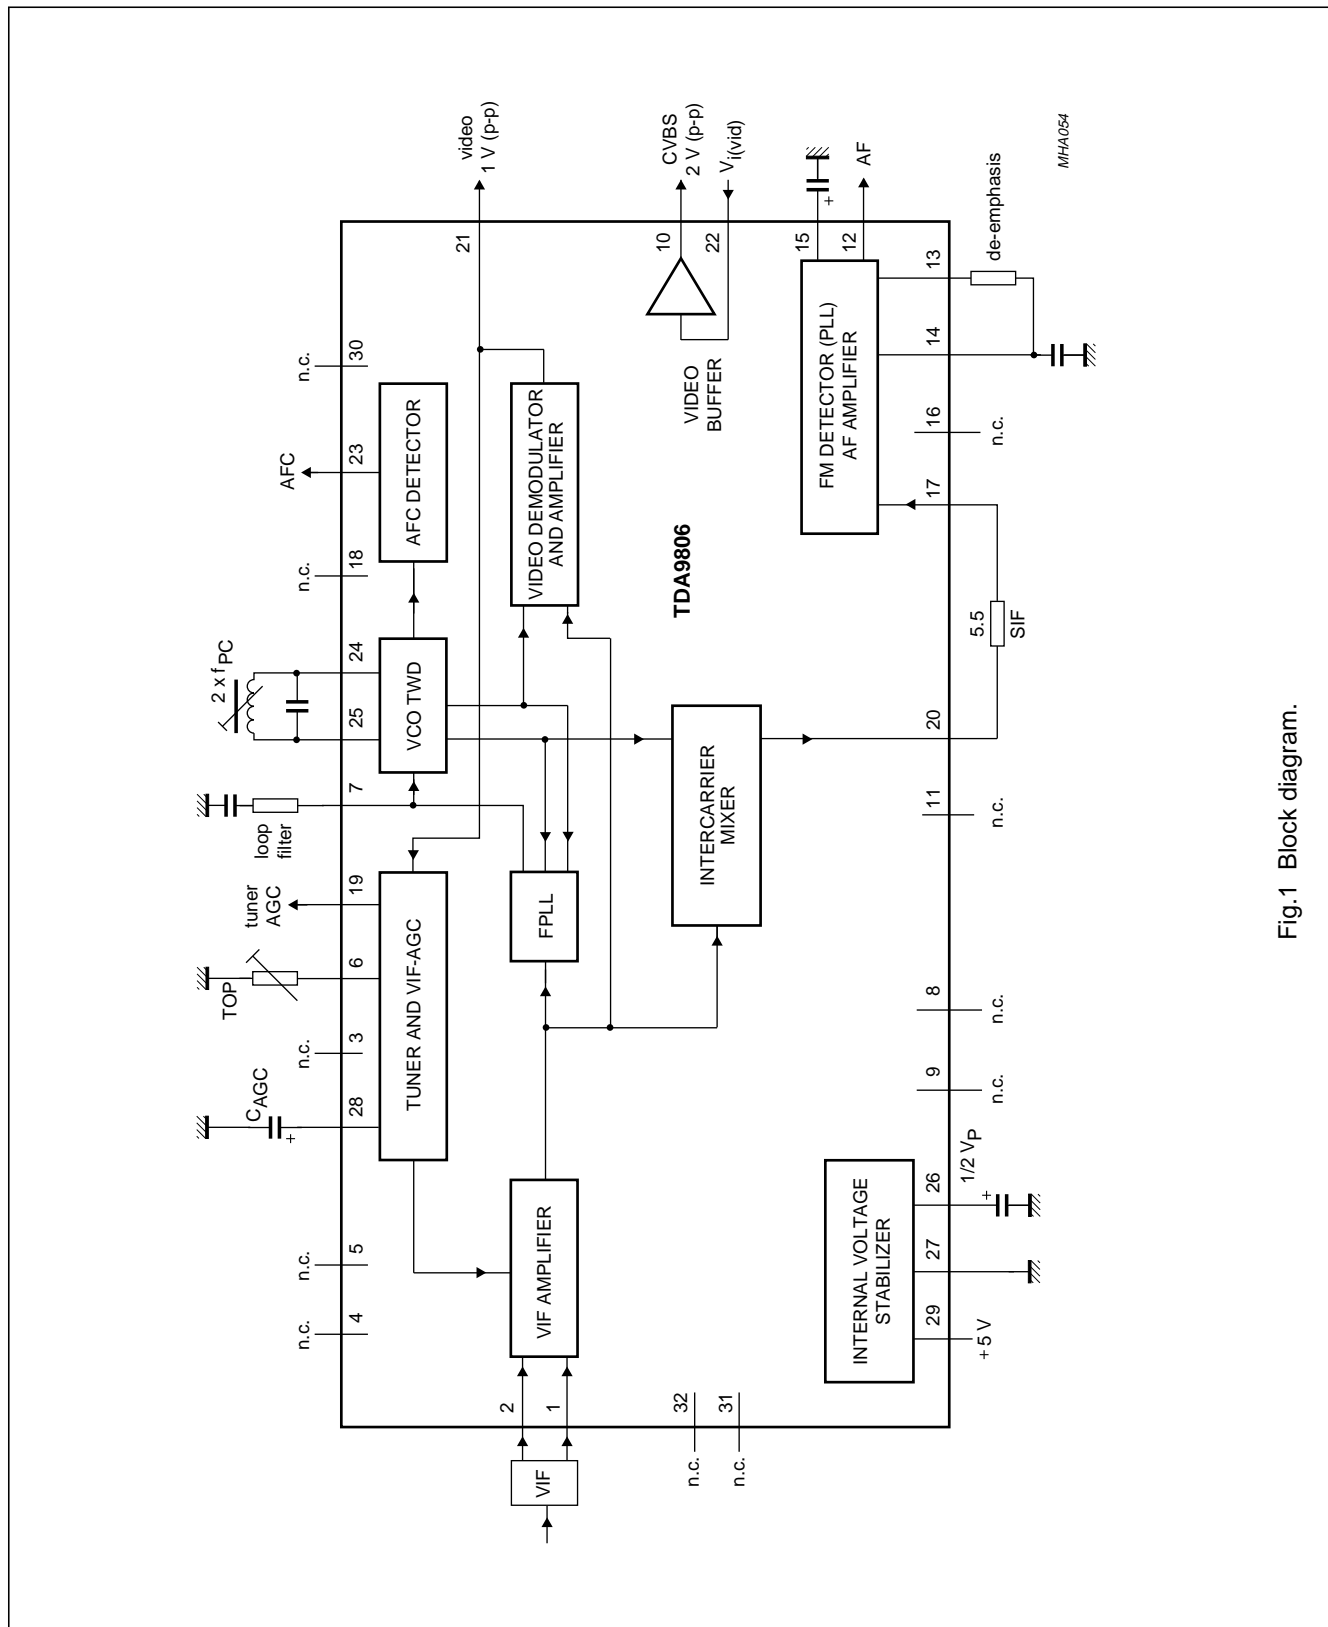 2 x fPC
loop
filter
tuner
AGC
TOP
CAGC
AFC
n.c.
n.c.
n.c.
n.c.
n.c.
4
5
28
3
6
19
7
25
24
18
23
30
TUNER AND VIF-AGC
VCO TWD
AFC DETECTOR
VIF
2
1
VIF AMPLIFIER
FPLL
VIDEO DEMODULATOR
AND AMPLIFIER
21
video
1 V (p-p)
n.c.
32
n.c.
31
INTERCARRIER
MIXER
TDA9806
VIDEO
BUFFER
10
22
CVBS
2 V (p-p)
Vi(vid)
INTERNAL VOLTAGE
STABILIZER
FM DETECTOR (PLL)
AF AMPLIFIER
15
12
AF
29
27
26
9
8
11
20
17
16
14
13
+ 5 V
1/2 VP
n.c.
n.c.
n.c.
5.5
SIF
n.c.
de-emphasis
MHA054
Fig.1 Block diagram.